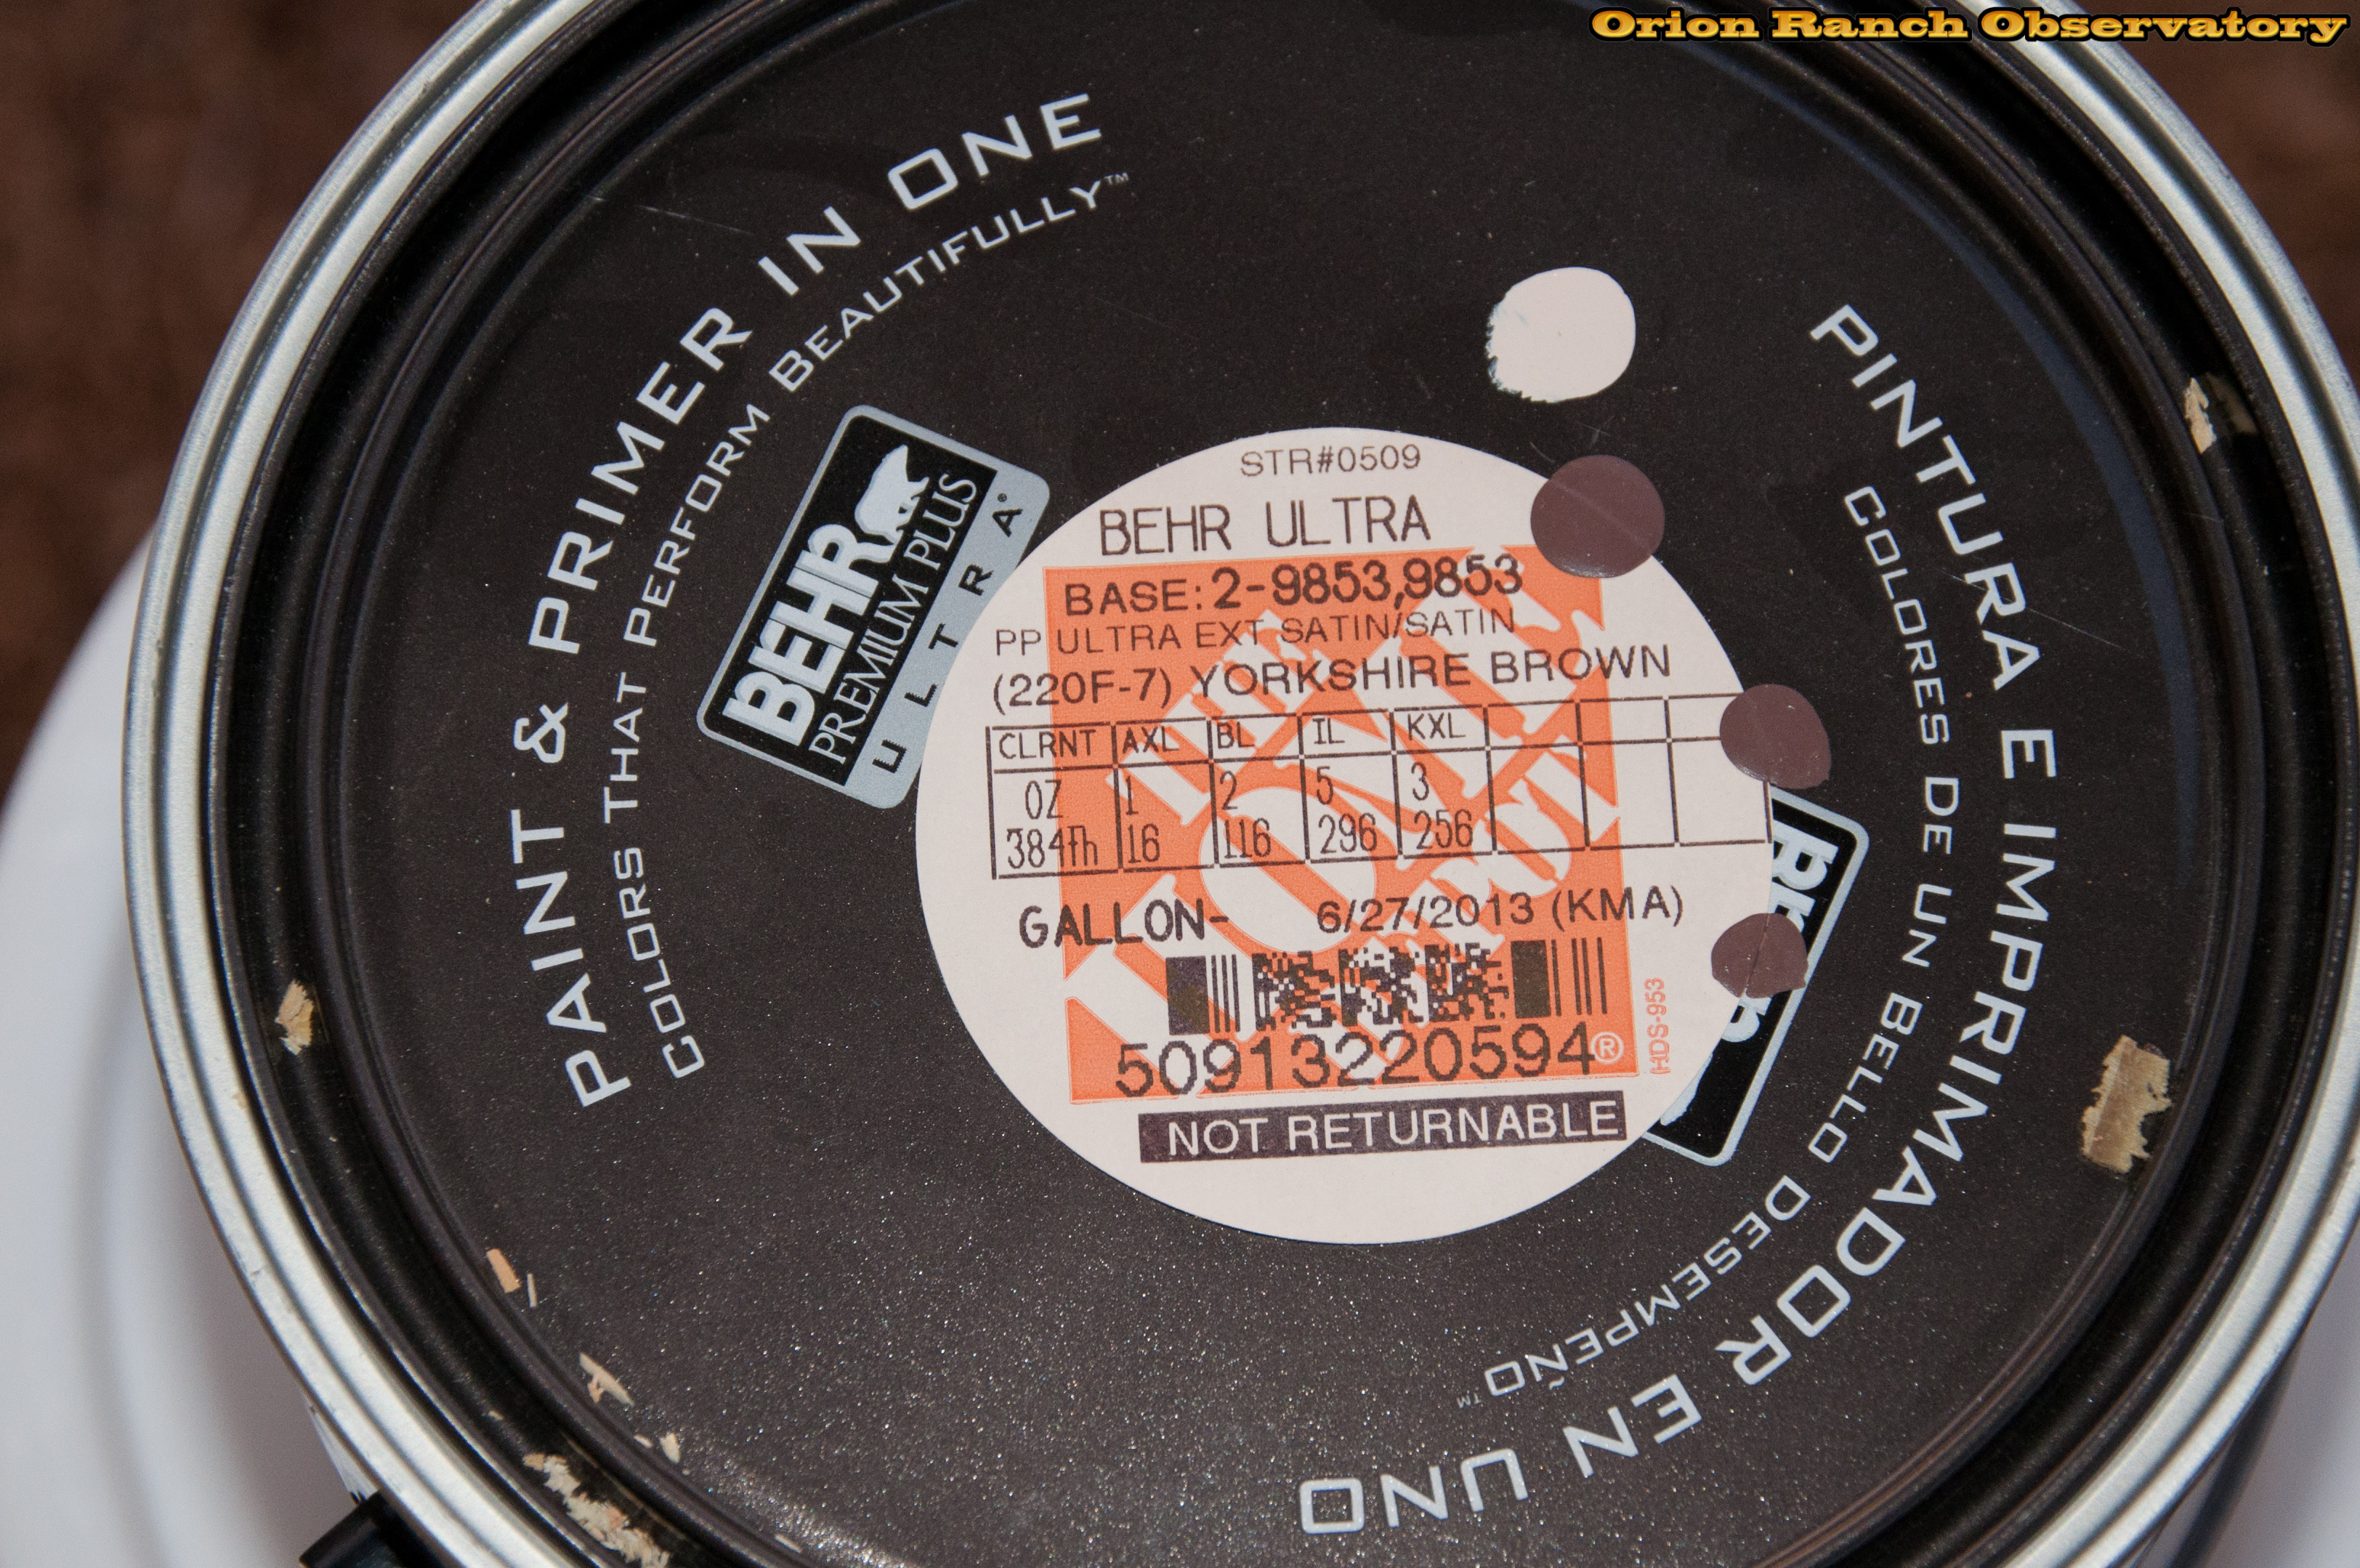 Orion Ranch Observatory
PAINT & PRIMER IN ONE
COLORS THAT PERFORM BEAUTIFULLY™
BEHR
PREMIUM PLUS
ULTRA®
STR#0509
BEHR ULTRA
BASE: 2-9853,9853
PP ULTRA EXT SATIN/SATIN
(220F-7) YORKSHIRE BROWN
CLRNT AXL BL IL KXL
OZ 1 2 5 3
384th 16 116 296 256
GALLON- 6/27/2013 (KMA)
50913220594
NOT RETURNABLE
THE HOME DEPOT ®
HDS-953
PINTURA E IMPRIMADOR EN UNO
COLORES DE UN BELLO DESEMPEÑO™